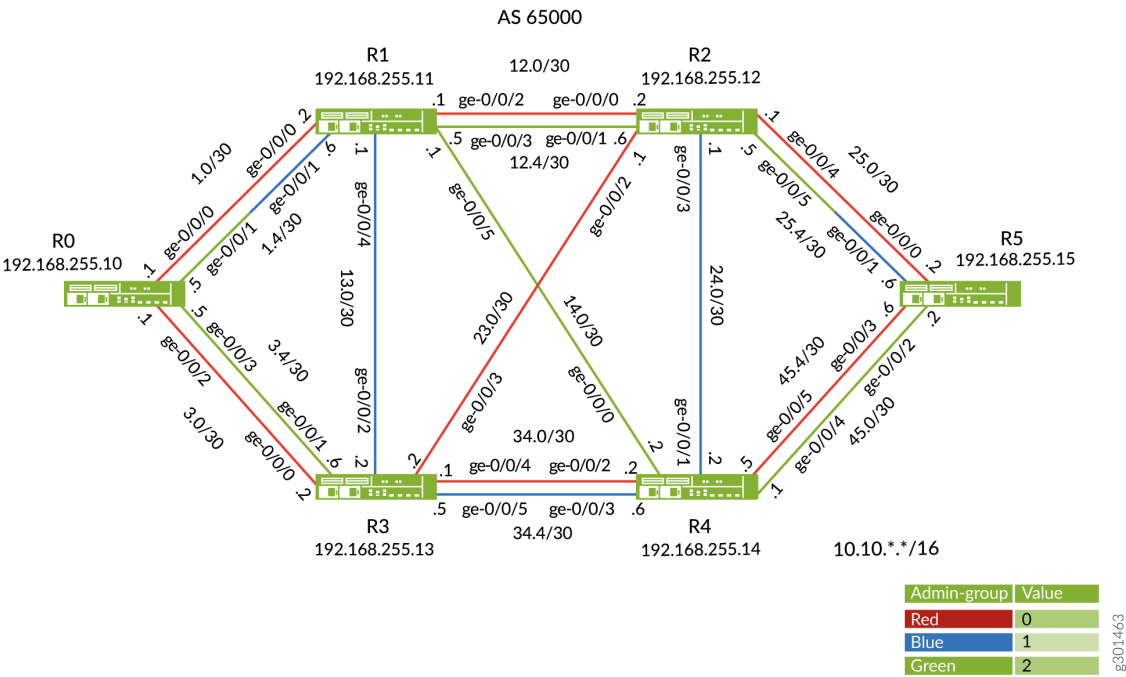 AS 65000
R1
192.168.255.11
R2
192.168.255.12
12.0/30
.1 ge-0/0/2 ge-0/0/0 .2
.5 ge-0/0/3 ge-0/0/1 .6
12.4/30
.2
ge-0/0/0
.6
ge-0/0/1
.1
.1
.1
.1
.1
.5
1.0/30
ge-0/0/0
.1
1.4/30
ge-0/0/1
.5
ge-0/0/4
ge-0/0/5
ge-0/0/2
ge-0/0/3
ge-0/0/4
25.0/30
ge-0/0/0
.2
ge-0/0/5
25.4/30
ge-0/0/1
.6
R0
192.168.255.10
R5
192.168.255.15
.1
ge-0/0/2
3.0/30
ge-0/0/0
.2
.5
ge-0/0/3
3.4/30
ge-0/0/1
.6
13.0/30
23.0/30
14.0/30
24.0/30
ge-0/0/2
.2
ge-0/0/3
.2
ge-0/0/0
.2
ge-0/0/1
.2
.6
ge-0/0/3
45.4/30
ge-0/0/5
.5
.2
ge-0/0/2
45.0/30
ge-0/0/4
.1
34.0/30
.1 ge-0/0/4 ge-0/0/2 .2
.5 ge-0/0/5 ge-0/0/3 .6
34.4/30
R3
192.168.255.13
R4
192.168.255.14
10.10.*.*/16
Admin-group Value
Red 0
Blue 1
Green 2
g301463